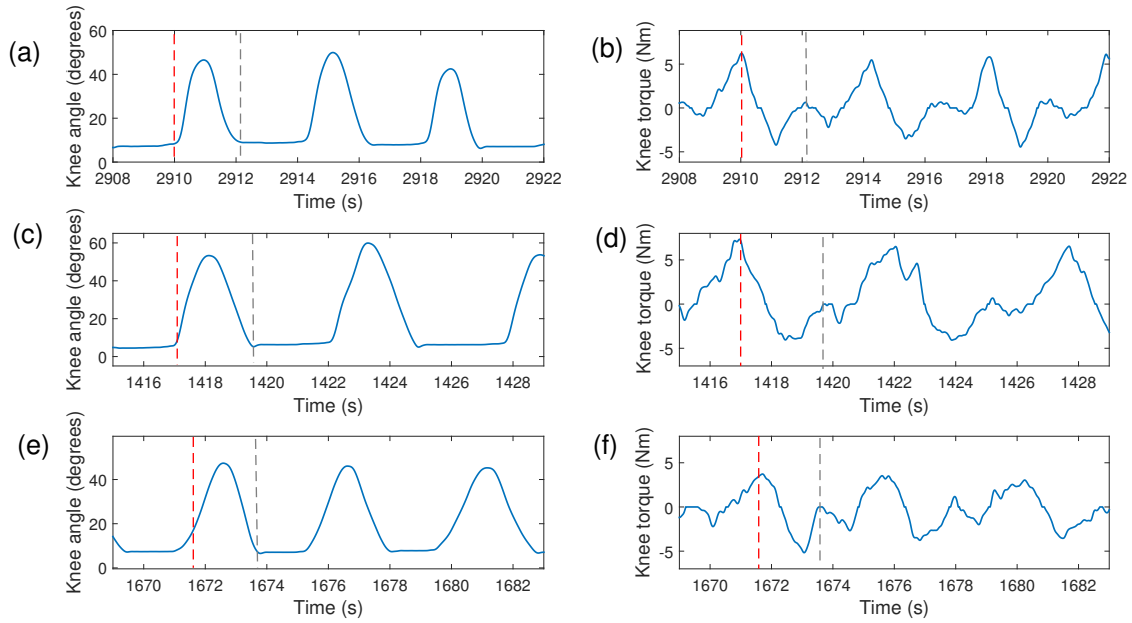 (a)
Knee angle (degrees)
60
40
20
0
2908 2910 2912 2914 2916 2918 2920 2922
Time (s)
(b)
Knee torque (Nm)
5
0
-5
2908 2910 2912 2914 2916 2918 2920 2922
Time (s)
(c)
Knee angle (degrees)
60
40
20
0
1416 1418 1420 1422 1424 1426 1428
Time (s)
(d)
Knee torque (Nm)
5
0
-5
1416 1418 1420 1422 1424 1426 1428
Time (s)
(e)
Knee angle (degrees)
40
20
0
1670 1672 1674 1676 1678 1680 1682
Time (s)
(f)
Knee torque (Nm)
5
0
-5
1670 1672 1674 1676 1678 1680 1682
Time (s)